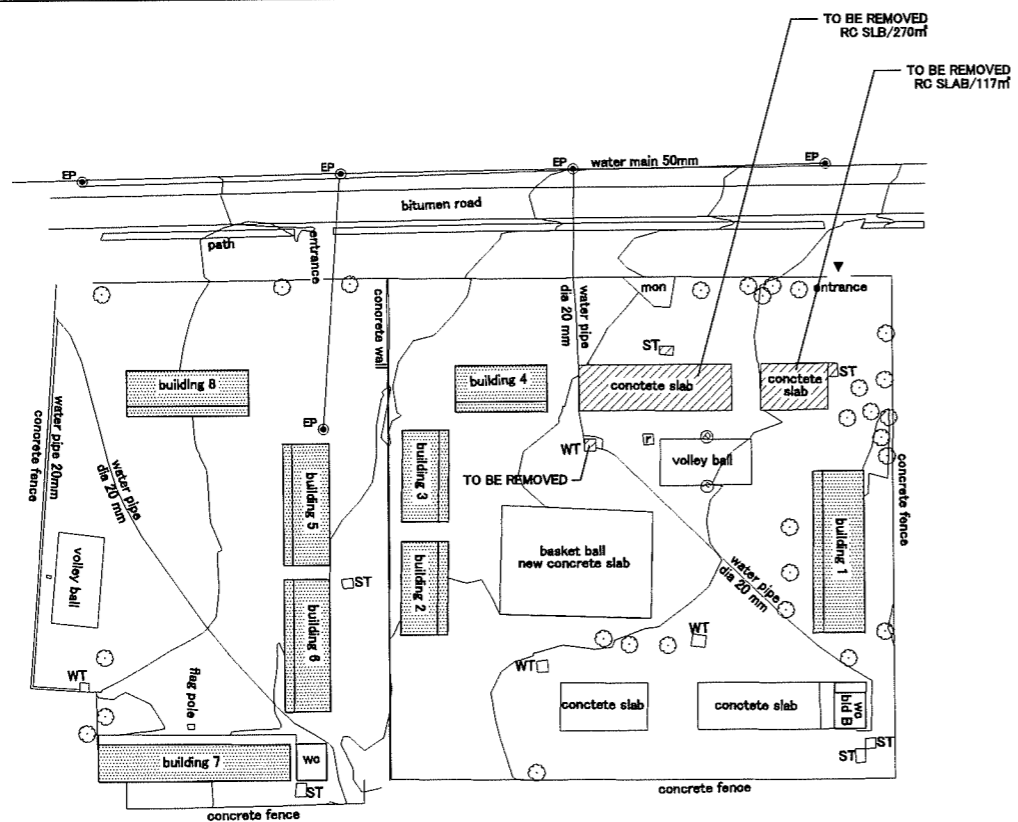 TO BE REMOVED
RC SLB/270㎡
TO BE REMOVED
RC SLAB/117㎡
EP
EP
EP
water main 50mm
EP
bitumen road
path
entrance
concrete wall
water pipe
dia 20 mm
mon
entrance
ST
building 8
building 4
conctete slab
conctete
slab
ST
water pipe 20mm
concrete fence
water pipe
dia 20 mm
EP
building 5
building 3
WT
r
volley ball
TO BE REMOVED
concrete fence
building 1
basket ball
new concrete slab
volley ball
ST
building 6
building 2
water pipe
dia 20 mm
WT
WT
WT
flag pole
conctete slab
conctete slab
wc
bld B
building 7
wc
ST
ST
ST
concrete fence
concrete fence